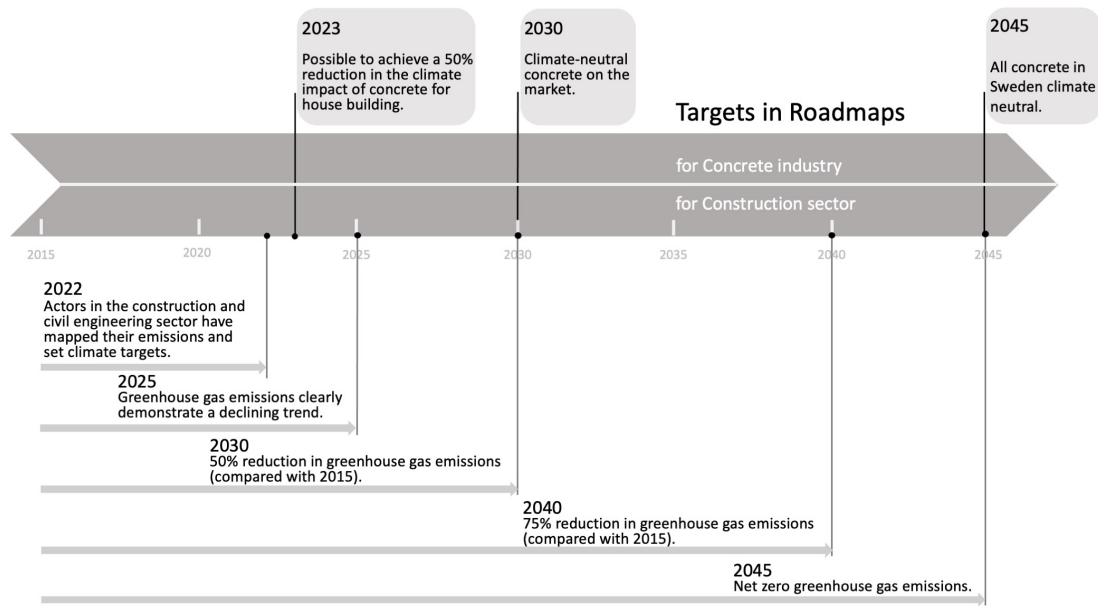 2023
Possible to achieve a 50%
reduction in the climate
impact of concrete for
house building.
2030
Climate-neutral
concrete on the
market.
2045
All concrete in
Sweden climate
neutral.
Targets in Roadmaps
for Concrete industry
for Construction sector
2015
2020
2025
2030
2035
2040
2045
2022
Actors in the construction and
civil engineering sector have
mapped their emissions and
set climate targets.
2025
Greenhouse gas emissions clearly
demonstrate a declining trend.
2030
50% reduction in greenhouse gas emissions
(compared with 2015).
2040
75% reduction in greenhouse gas emissions
(compared with 2015).
2045
Net zero greenhouse gas emissions.